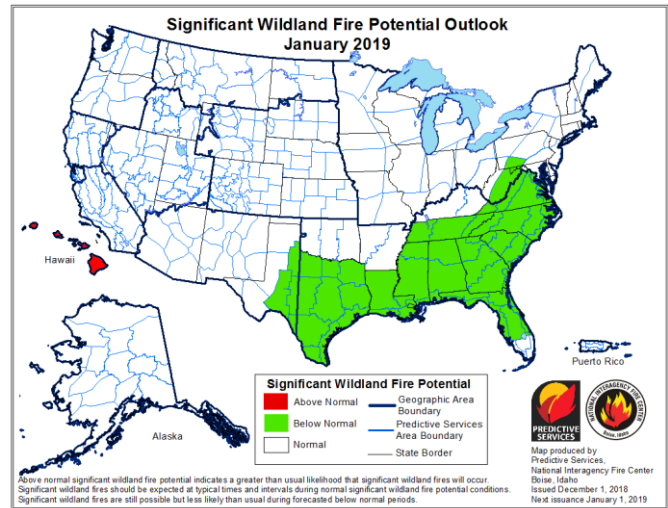 Significant Wildland Fire Potential Outlook
January 2019
Hawaii
Alaska
Puerto Rico
Significant Wildland Fire Potential
Above Normal
Below Normal
Normal
Geographic Area
Boundary
Predictive Services
Area Boundary
State Border
PREDICTIVE
SERVICES
NATIONAL INTERAGENCY FIRE CENTER
Boise, Idaho
Map produced by
Predictive Services,
National Interagency Fire Center
Boise, Idaho
Issued December 1, 2018
Next issuance January 1, 2019
Above normal significant wildland fire potential indicates a greater than usual likelihood that significant wildland fires will occur.
Significant wildland fires should be expected at typical times and intervals during normal significant wildland fire potential conditions.
Significant wildland fires are still possible but less likely than usual during forecasted below normal periods.